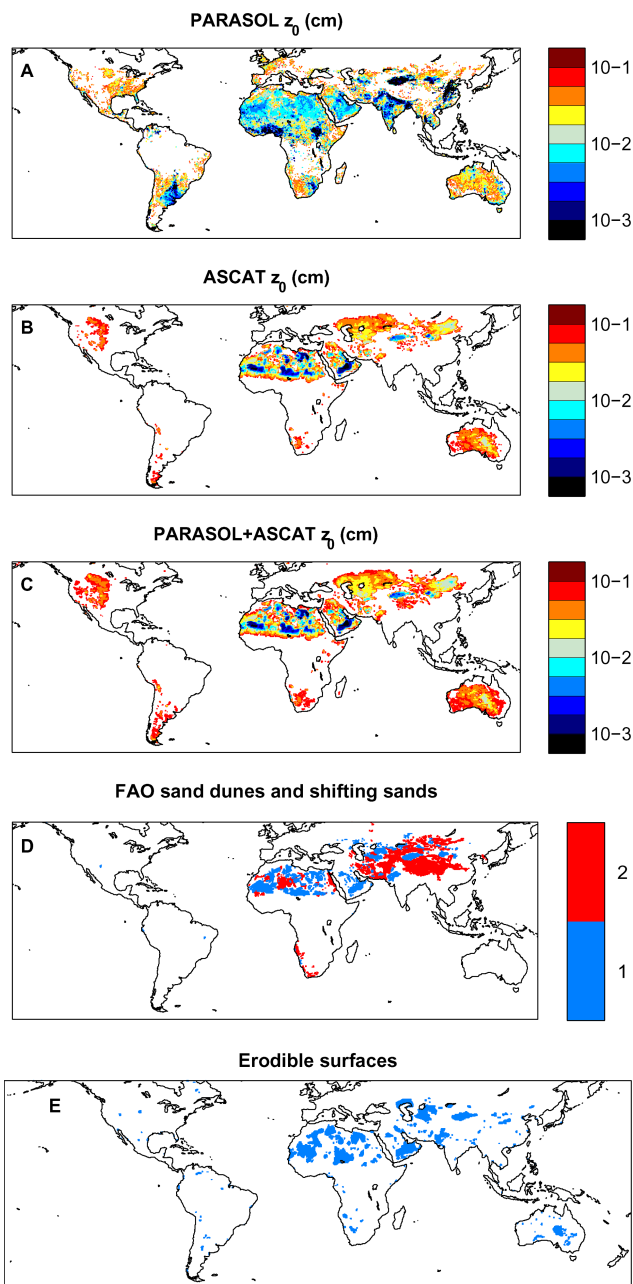 PARASOL z0 (cm)
A
10−1
10−2
10−3
ASCAT z0 (cm)
B
10−1
10−2
10−3
PARASOL+ASCAT z0 (cm)
C
10−1
10−2
10−3
FAO sand dunes and shifting sands
D
2
1
Erodible surfaces
E